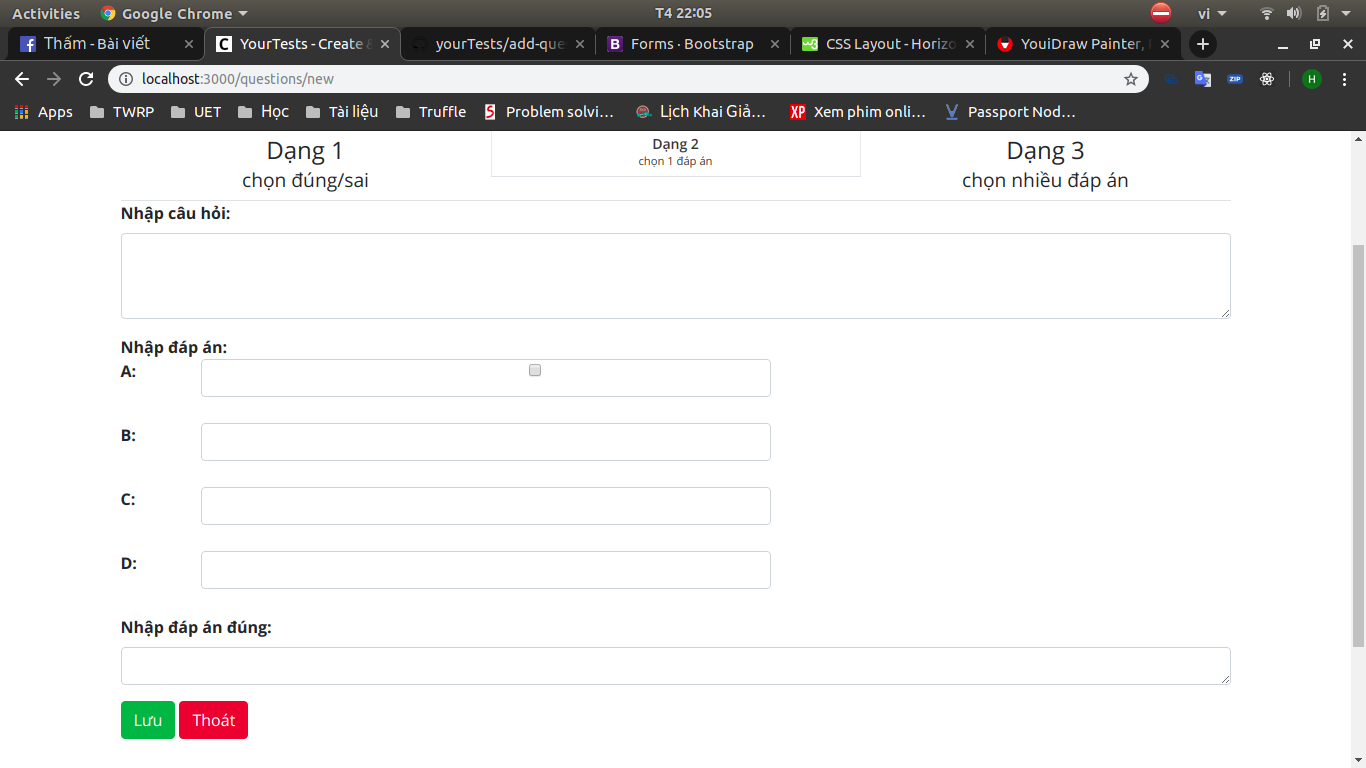 Activities Google Chrome T4 22:05 vi
Thấm - Bài viết YourTests - Create & yourTests/add-que Forms · Bootstrap CSS Layout - Horizo YouiDraw Painter,
localhost:3000/questions/new ZIP H
Apps TWRP UET Học Tài liệu Truffle Problem solvi… Lịch Khai Giả… XP Xem phim onli… Passport Nod…
Dạng 1 Dạng 2 Dạng 3
chọn đúng/sai chọn 1 đáp án chọn nhiều đáp án
Nhập câu hỏi:
Nhập đáp án:
A:
B:
C:
D:
Nhập đáp án đúng:
Lưu Thoát